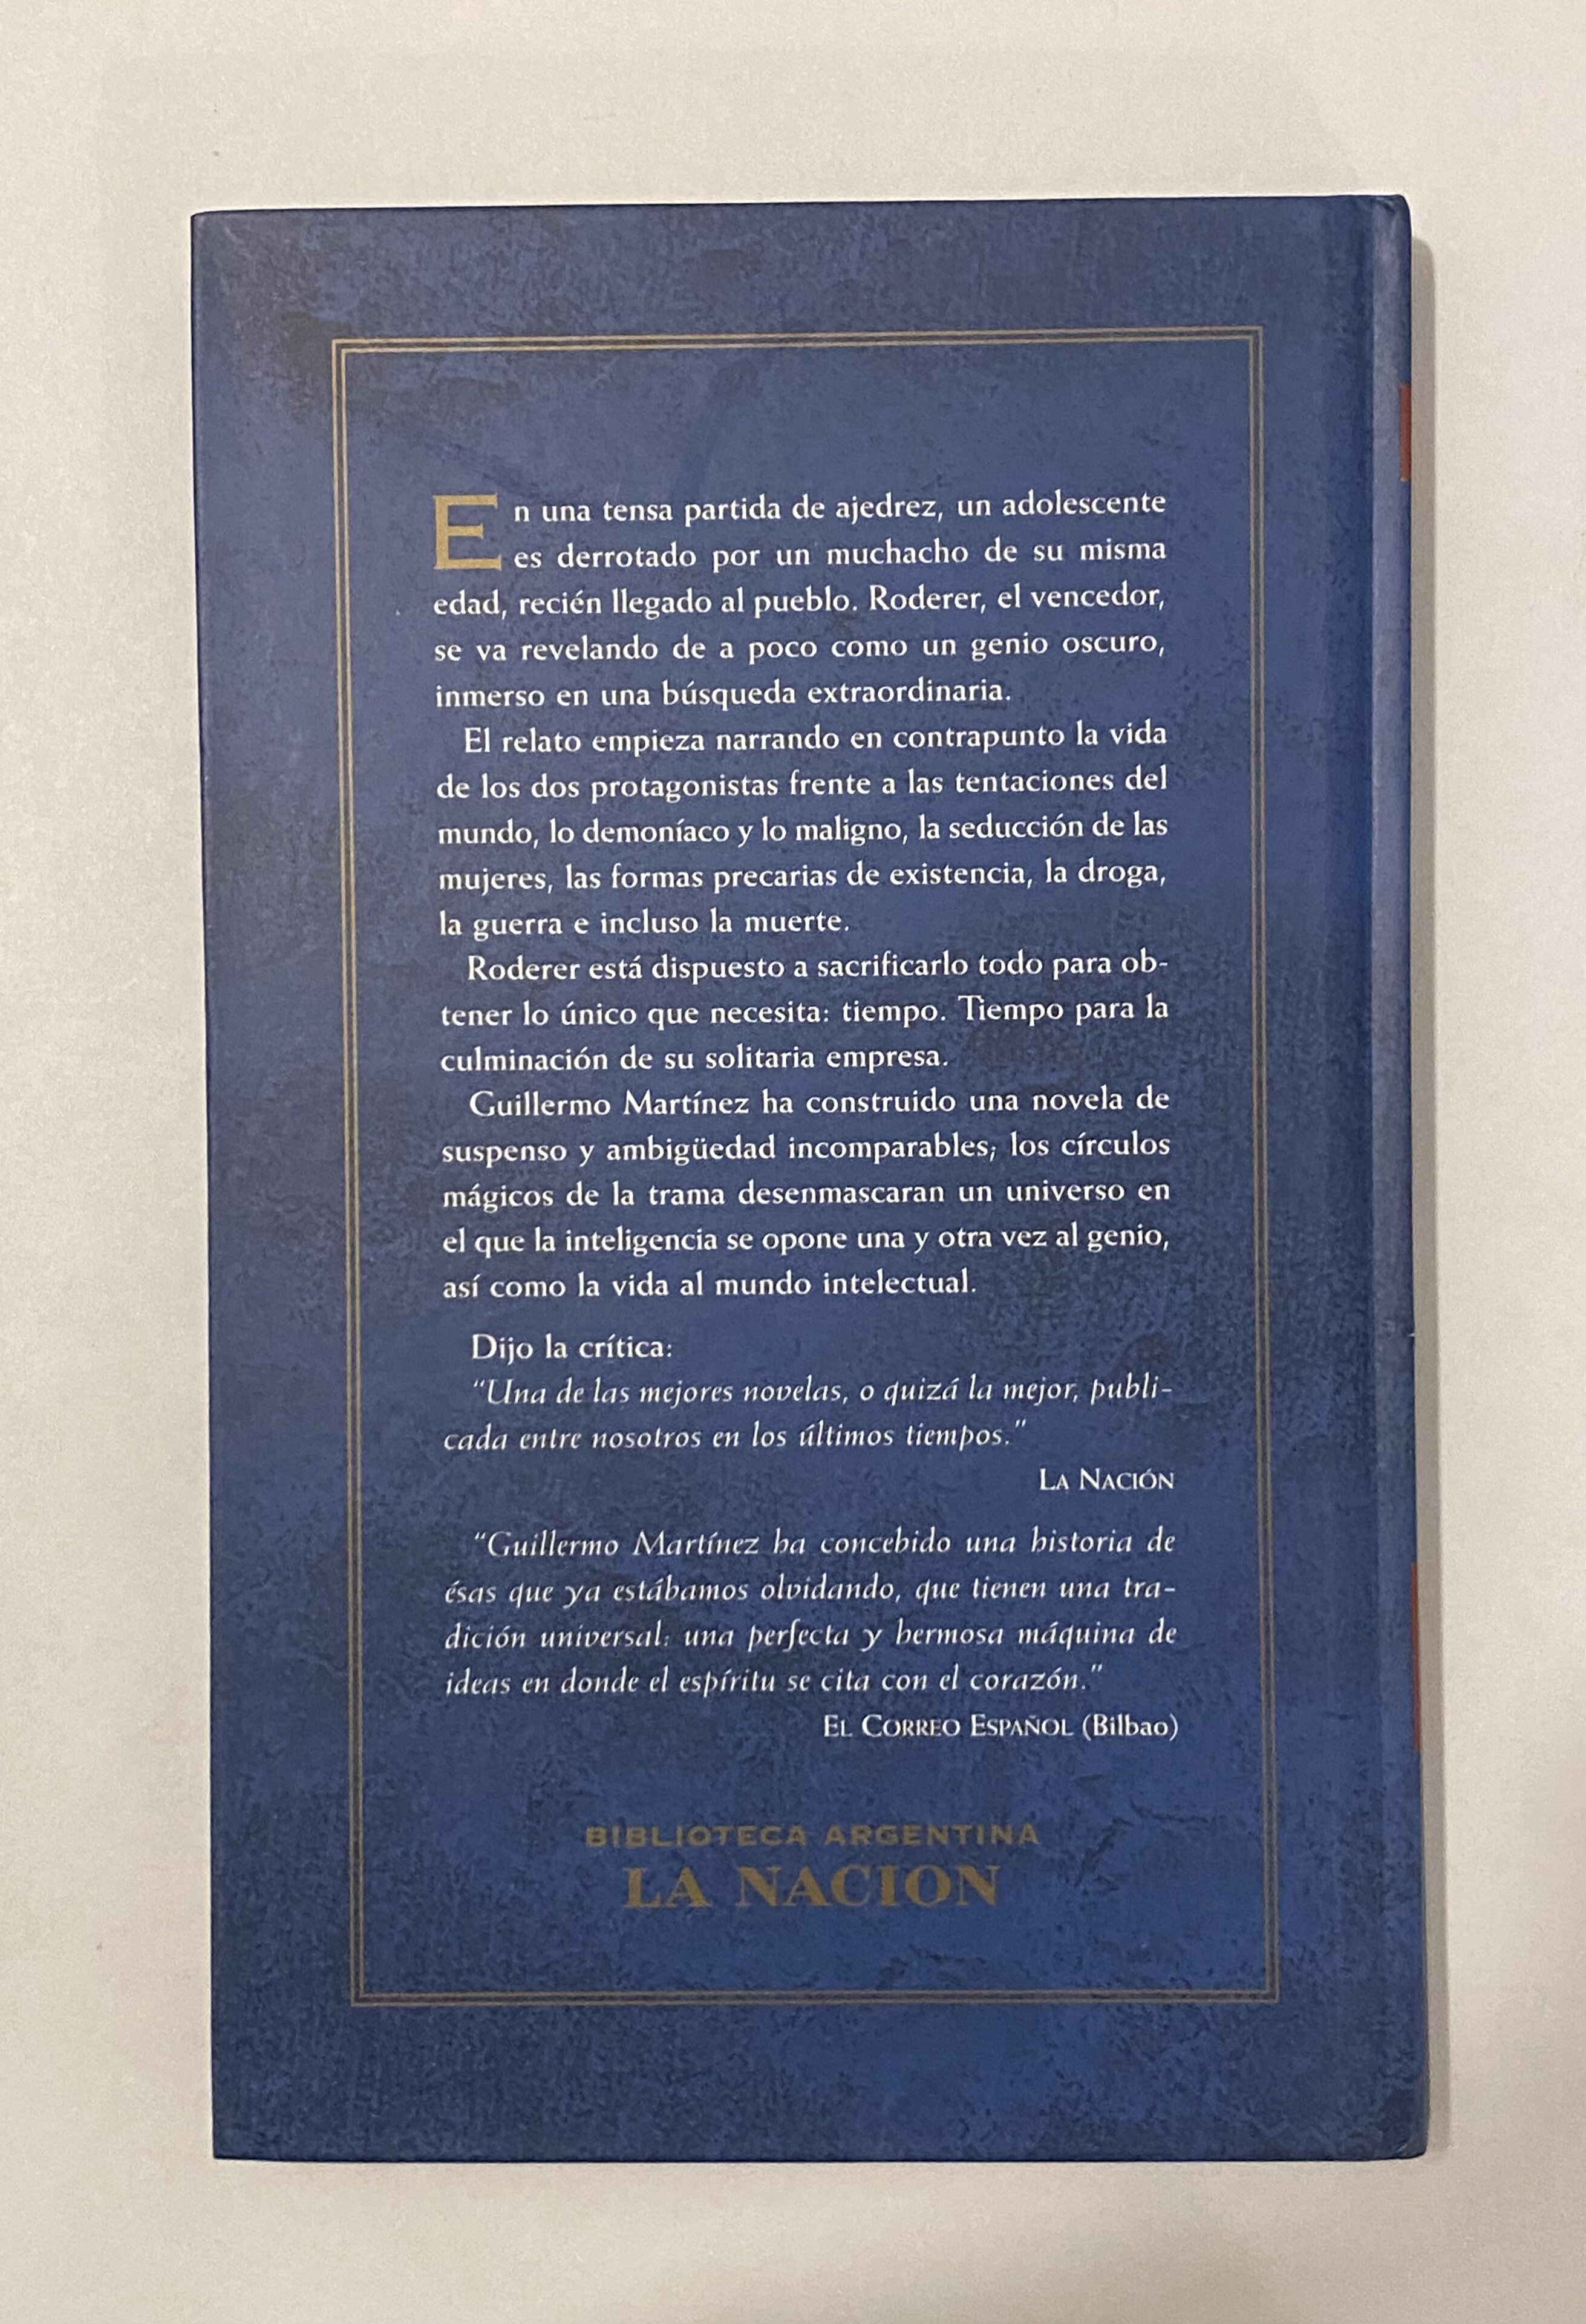 En una tensa partida de ajedrez, un adolescente
es derrotado por un muchacho de su misma
edad, recién llegado al pueblo. Roderer, el vencedor,
se va revelando de a poco como un genio oscuro,
inmerso en una búsqueda extraordinaria.
El relato empieza narrando en contrapunto la vida
de los dos protagonistas frente a las tentaciones del
mundo, lo demoníaco y lo maligno, la seducción de las
mujeres, las formas precarias de existencia, la droga,
la guerra e incluso la muerte.
Roderer está dispuesto a sacrificarlo todo para ob-
tener lo único que necesita: tiempo. Tiempo para la
culminación de su solitaria empresa.
Guillermo Martínez ha construido una novela de
suspenso y ambigüedad incomparables; los círculos
mágicos de la trama desenmascaran un universo en
el que la inteligencia se opone una y otra vez al genio,
así como la vida al mundo intelectual.
Dijo la crítica:
“Una de las mejores novelas, o quizá la mejor, publi-
cada entre nosotros en los últimos tiempos.”
LA NACIÓN
“Guillermo Martínez ha concebido una historia de
ésas que ya estábamos olvidando, que tienen una tra-
dición universal: una perfecta y hermosa máquina de
ideas en donde el espíritu se cita con el corazón.”
EL CORREO ESPAÑOL (Bilbao)
BIBLIOTECA ARGENTINA
LA NACION